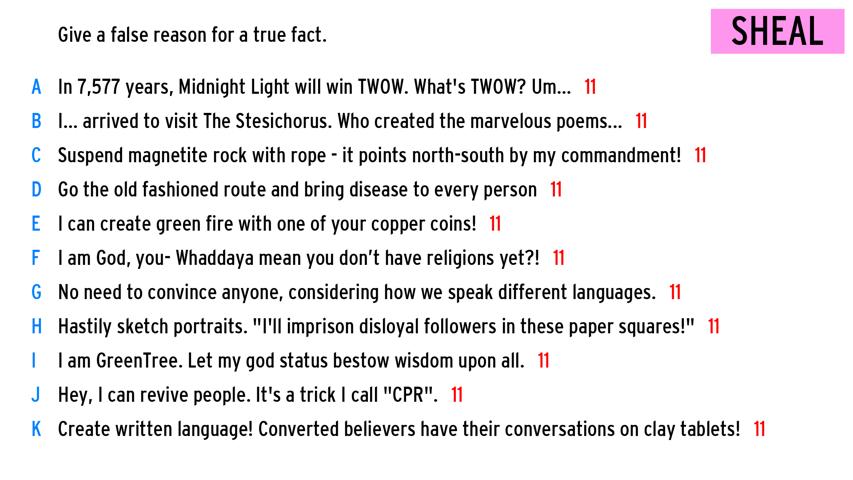 Give a false reason for a true fact.
SHEAL
A In 7,577 years, Midnight Light will win TWOW. What's TWOW? Um... 11
B I... arrived to visit The Stesichorus. Who created the marvelous poems... 11
C Suspend magnetite rock with rope - it points north-south by my commandment! 11
D Go the old fashioned route and bring disease to every person 11
E I can create green fire with one of your copper coins! 11
F I am God, you- Whaddaya mean you don’t have religions yet?! 11
G No need to convince anyone, considering how we speak different languages. 11
H Hastily sketch portraits. "I'll imprison disloyal followers in these paper squares!" 11
I I am GreenTree. Let my god status bestow wisdom upon all. 11
J Hey, I can revive people. It's a trick I call "CPR". 11
K Create written language! Converted believers have their conversations on clay tablets! 11